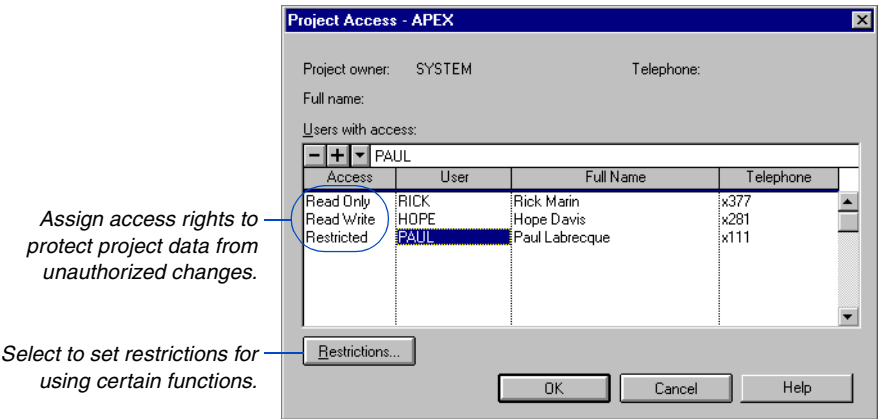 Project Access - APEX
Project owner: SYSTEM Telephone:
Full name:
Users with access:
PAUL
Access User Full Name Telephone
Read Only RICK Rick Marin x377
Read Write HOPE Hope Davis x281
Restricted PAUL Paul Labrecque x111
Assign access rights to
protect project data from
unauthorized changes.
Restrictions...
Select to set restrictions for
using certain functions.
OK Cancel Help